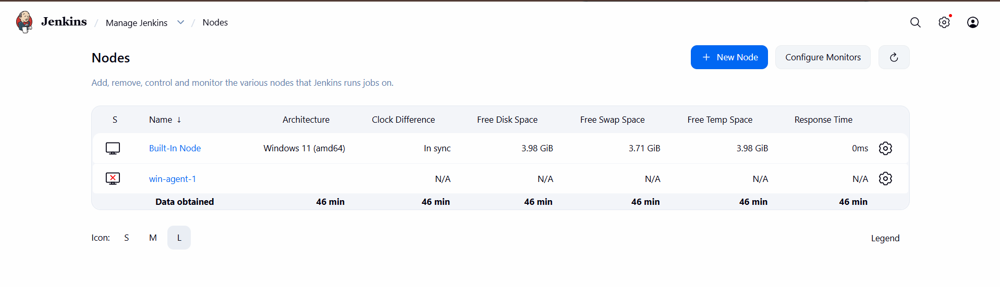 Jenkins / Manage Jenkins / Nodes
Nodes
+ New Node
Configure Monitors
Add, remove, control and monitor the various nodes that Jenkins runs jobs on.
S Name ↓ Architecture Clock Difference Free Disk Space Free Swap Space Free Temp Space Response Time
Built-In Node Windows 11 (amd64) In sync 3.98 GiB 3.71 GiB 3.98 GiB 0ms
win-agent-1 N/A N/A N/A N/A N/A
Data obtained 46 min 46 min 46 min 46 min 46 min 46 min
Icon: S M L
Legend